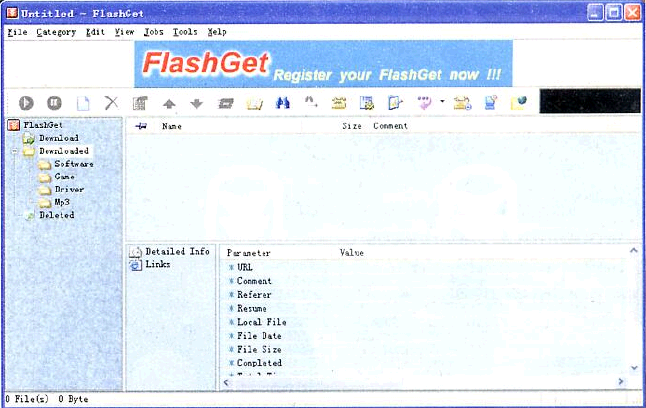 Untitled - FlashGet
File Category Edit View Jobs Tools Help
FlashGet Register your FlashGet now !!!
FlashGet
Download
Downloaded
Software
Game
Driver
Mp3
Deleted
Name Size Comment
Detailed Info
Links
Parameter Value
* URL
* Comment
* Referer
* Resume
* Local File
* File Date
* File Size
* Completed
0 File(s) 0 Byte